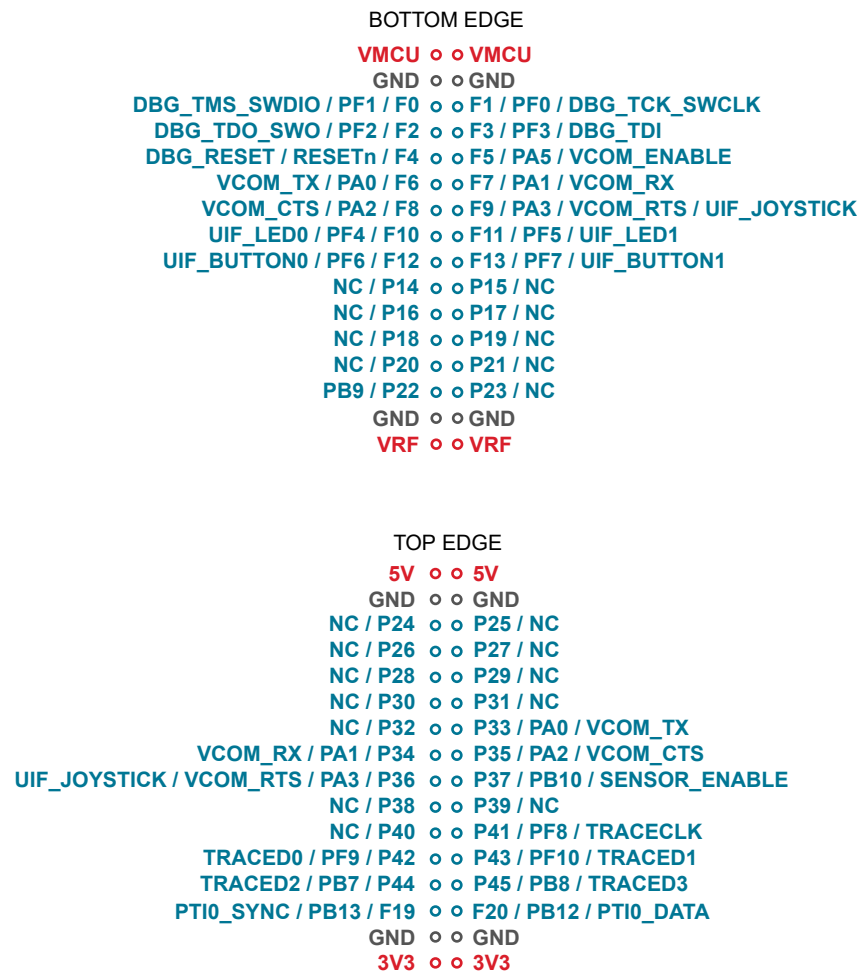 BOTTOM EDGE
VMCU VMCU
GND GND
DBG_TMS_SWDIO / PF1 / F0 F1 / PF0 / DBG_TCK_SWCLK
DBG_TDO_SWO / PF2 / F2 F3 / PF3 / DBG_TDI
DBG_RESET / RESETn / F4 F5 / PA5 / VCOM_ENABLE
VCOM_TX / PA0 / F6 F7 / PA1 / VCOM_RX
VCOM_CTS / PA2 / F8 F9 / PA3 / VCOM_RTS / UIF_JOYSTICK
UIF_LED0 / PF4 / F10 F11 / PF5 / UIF_LED1
UIF_BUTTON0 / PF6 / F12 F13 / PF7 / UIF_BUTTON1
NC / P14 P15 / NC
NC / P16 P17 / NC
NC / P18 P19 / NC
NC / P20 P21 / NC
PB9 / P22 P23 / NC
GND GND
VRF VRF
TOP EDGE
5V 5V
GND GND
NC / P24 P25 / NC
NC / P26 P27 / NC
NC / P28 P29 / NC
NC / P30 P31 / NC
NC / P32 P33 / PA0 / VCOM_TX
VCOM_RX / PA1 / P34 P35 / PA2 / VCOM_CTS
UIF_JOYSTICK / VCOM_RTS / PA3 / P36 P37 / PB10 / SENSOR_ENABLE
NC / P38 P39 / NC
NC / P40 P41 / PF8 / TRACECLK
TRACED0 / PF9 / P42 P43 / PF10 / TRACED1
TRACED2 / PB7 / P44 P45 / PB8 / TRACED3
PTI0_SYNC / PB13 / F19 F20 / PB12 / PTI0_DATA
GND GND
3V3 3V3